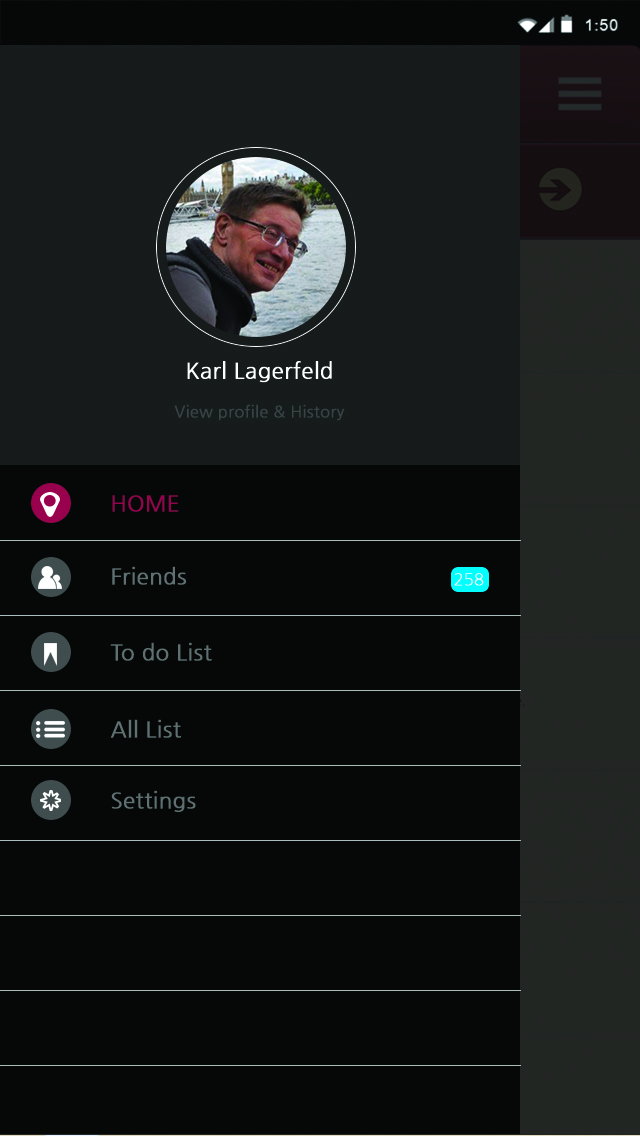 1:50
Karl Lagerfeld
View profile & History
HOME
Friends
258
To do List
All List
Settings